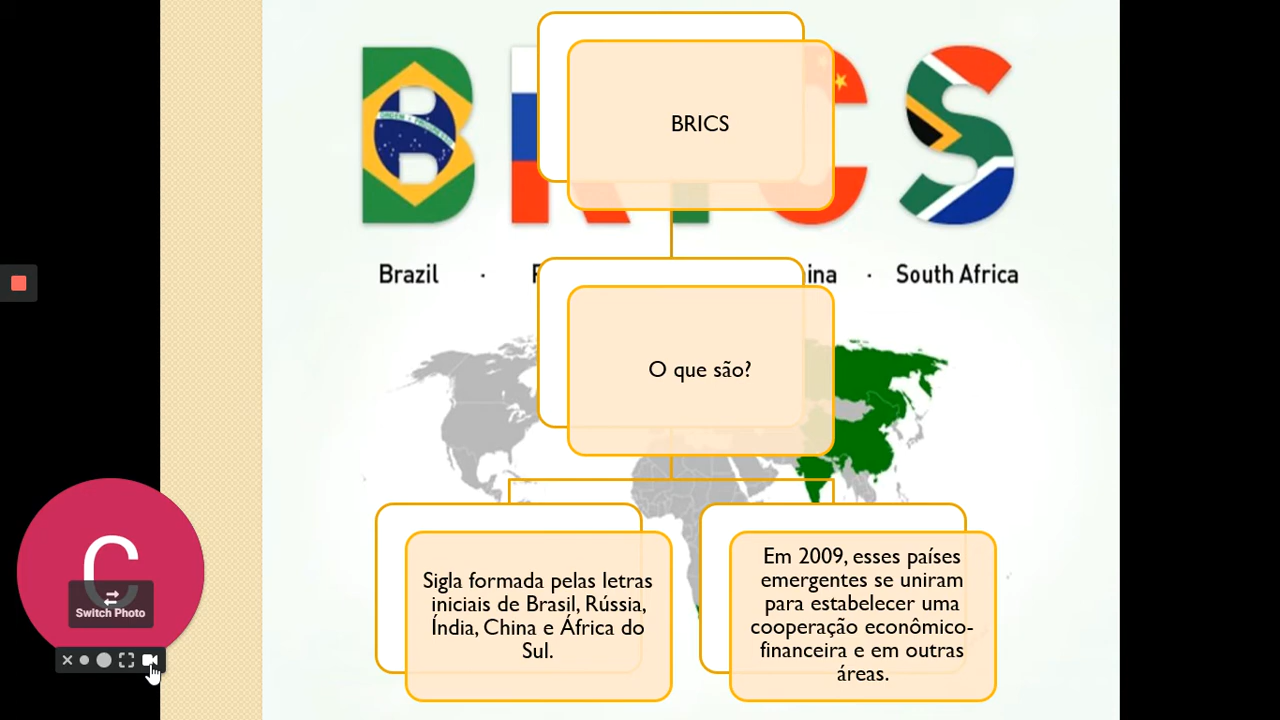 BRICS
BRICS
Brazil · · South Africa
O que são?
Sigla formada pelas letras
iniciais de Brasil, Rússia,
Índia, China e África do
Sul.
Em 2009, esses países
emergentes se uniram
para estabelecer uma
cooperação econômico-
financeira e em outras
áreas.
C
Switch Photo